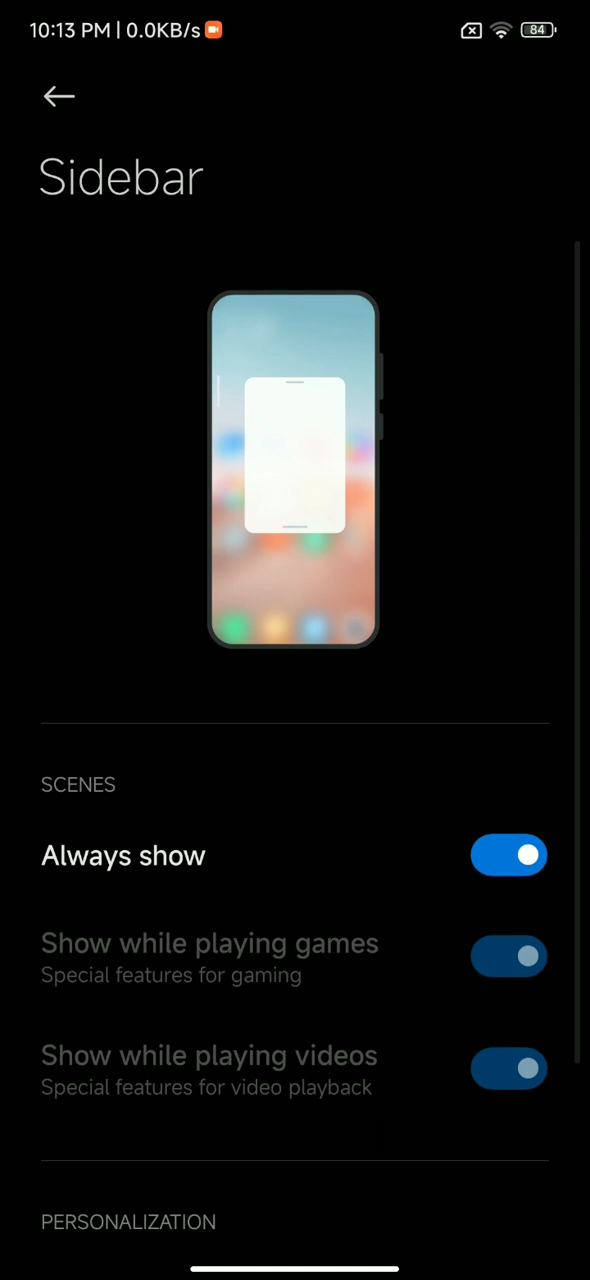 10:13 PM | 0.0KB/s
84
Sidebar
SCENES
Always show
Show while playing games
Special features for gaming
Show while playing videos
Special features for video playback
PERSONALIZATION